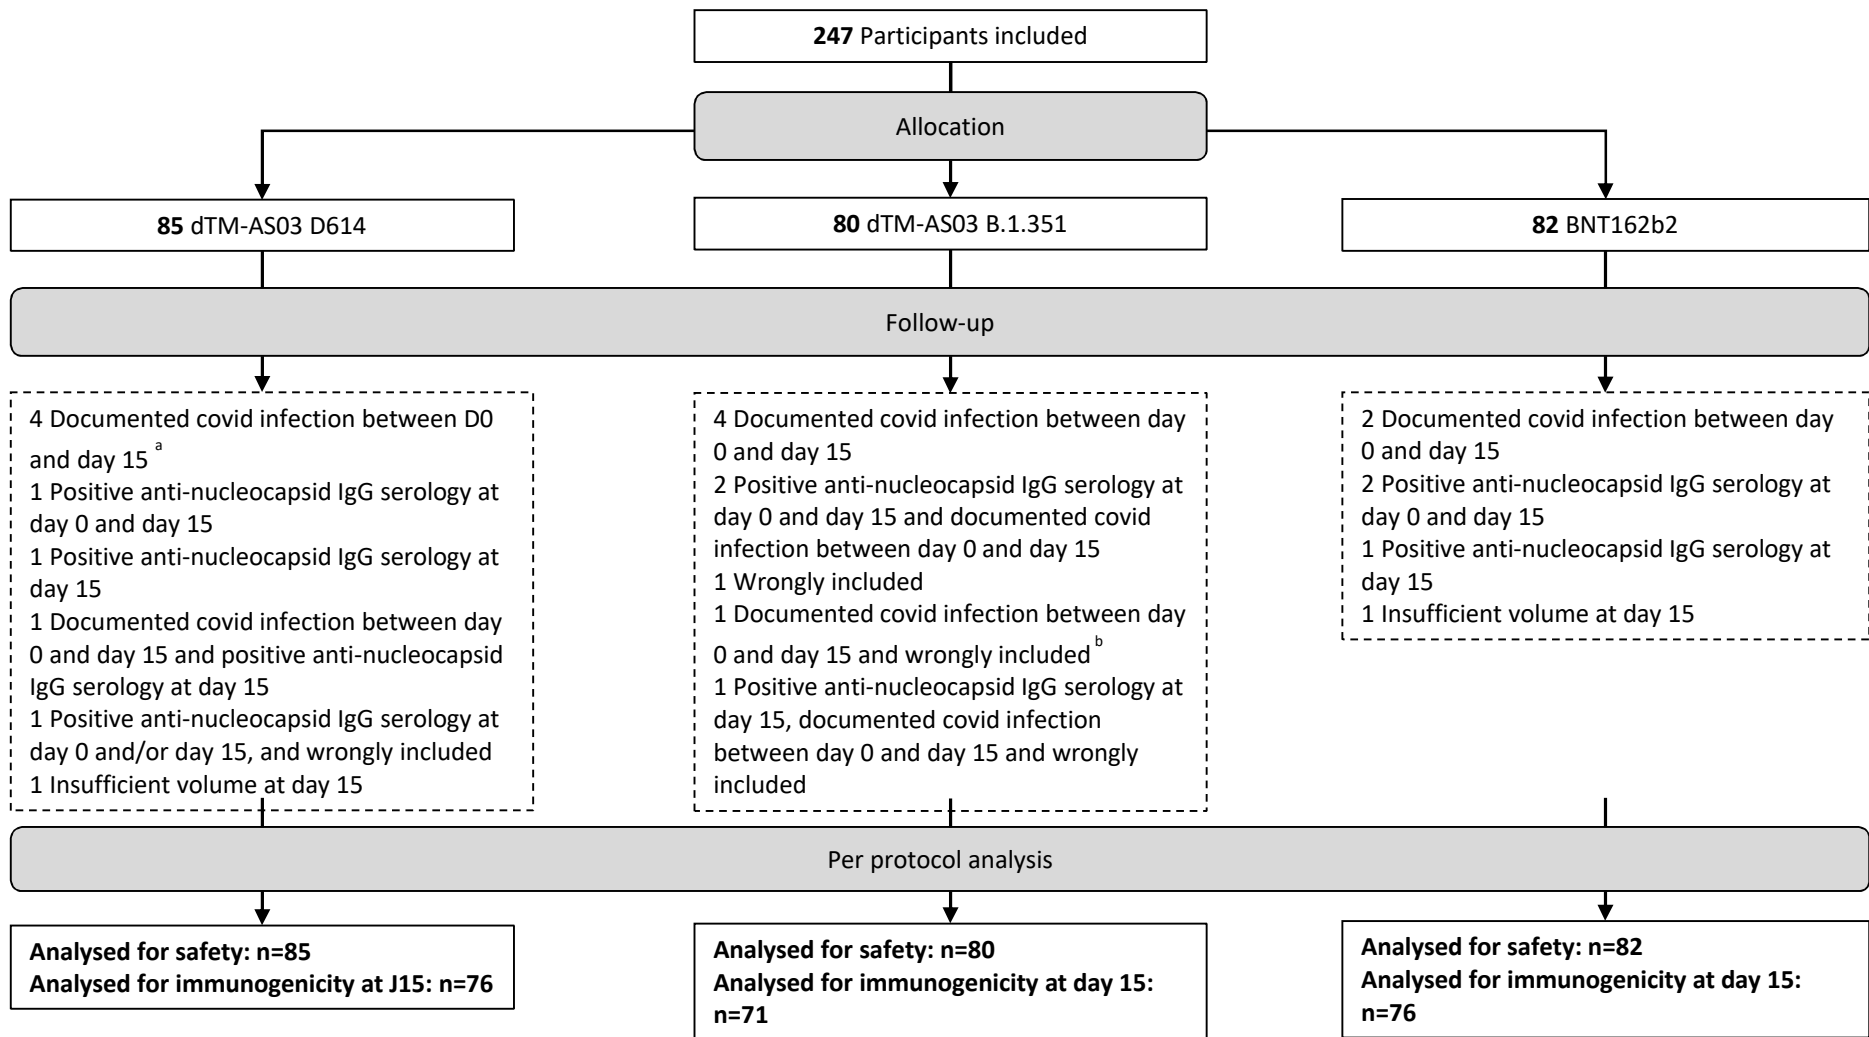 247 Participants included
Allocation
85 dTM-AS03 D614
80 dTM-AS03 B.1.351
82 BNT162b2
Follow-up
4 Documented covid infection between D0
and day 15 a
1 Positive anti-nucleocapsid IgG serology at
day 0 and day 15
1 Positive anti-nucleocapsid IgG serology at
day 15
1 Documented covid infection between day
0 and day 15 and positive anti-nucleocapsid
IgG serology at day 15
1 Positive anti-nucleocapsid IgG serology at
day 0 and/or day 15, and wrongly included
1 Insufficient volume at day 15
4 Documented covid infection between day
0 and day 15
2 Positive anti-nucleocapsid IgG serology at
day 0 and day 15 and documented covid
infection between day 0 and day 15
1 Wrongly included
1 Documented covid infection between day
0 and day 15 and wrongly included b
1 Positive anti-nucleocapsid IgG serology at
day 15, documented covid infection
between day 0 and day 15 and wrongly
included
2 Documented covid infection between day
0 and day 15
2 Positive anti-nucleocapsid IgG serology at
day 0 and day 15
1 Positive anti-nucleocapsid IgG serology at
day 15
1 Insufficient volume at day 15
Per protocol analysis
Analysed for safety: n=85
Analysed for immunogenicity at J15: n=76
Analysed for safety: n=80
Analysed for immunogenicity at day 15:
n=71
Analysed for safety: n=82
Analysed for immunogenicity at day 15:
n=76